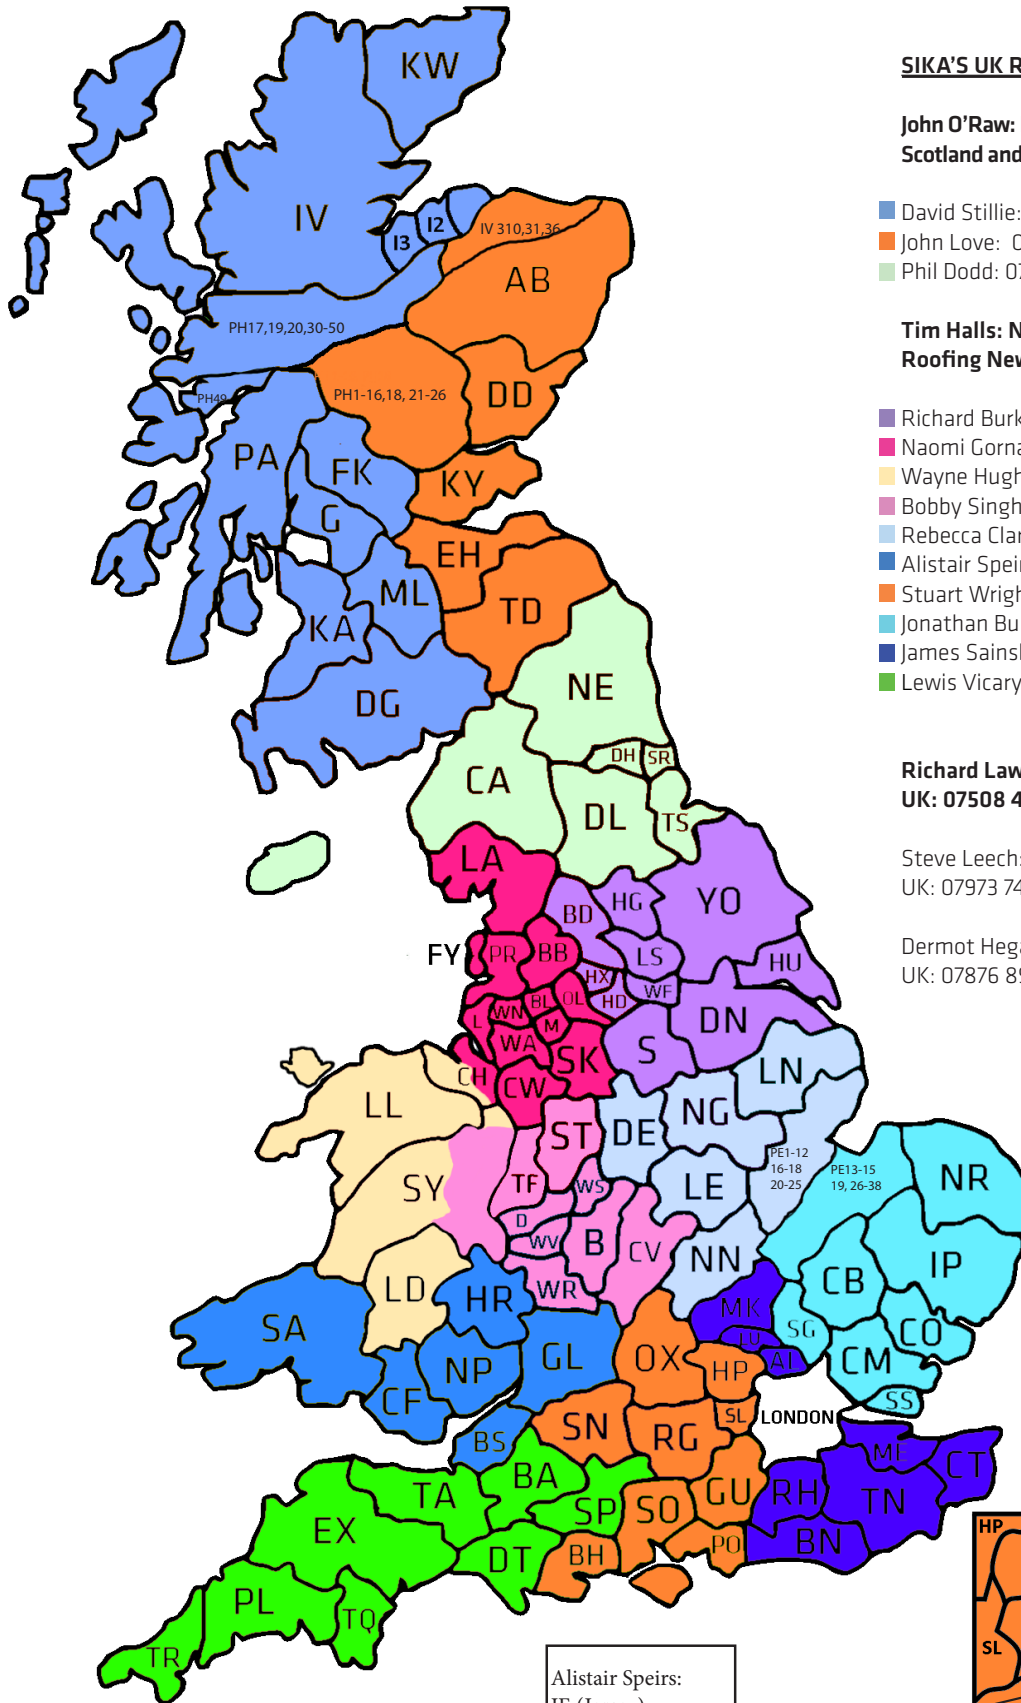 SIKA'S UK R
John O'Raw:
Scotland and
David Stillie:
John Love: 0
Phil Dodd: 07
Tim Halls: N
Roofing New
Richard Burk
Naomi Gorna
Wayne Hugh
Bobby Singh
Rebecca Clar
Alistair Speir
Stuart Wrigh
Jonathan Bu
James Sainsb
Lewis Vicary
Richard Law
UK: 07508 4
Steve Leech:
UK: 07973 74
Dermot Hega
UK: 07876 89
KW
IV
I3
I2
IV 310,31,36
AB
PH17,19,20,30-50
PH49
PH1-16,18, 21-26
DD
PA
FK
KY
G
EH
ML
TD
KA
DG
NE
DH
SR
CA
DL
TS
LA
YO
HG
BD
FY
PR
BB
LS
HU
HX
WF
HD
L
WN
BL
OL
M
WA
SK
S
DN
CH
CW
LN
LL
ST
DE
NG
PE1-12
16-18
20-25
PE13-15
19, 26-38
NR
SY
TF
WS
LE
D
WV
B
CV
NN
IP
LD
HR
WR
CB
MK
SA
SG
CO
LU
AL
GL
OX
HP
CM
NP
CF
SS
SN
SL
LONDON
BS
RG
ME
CT
BA
TA
GU
RH
TN
SP
SO
EX
BN
DT
BH
PO
PL
TQ
TR
HP
SL
Alistair Speirs: